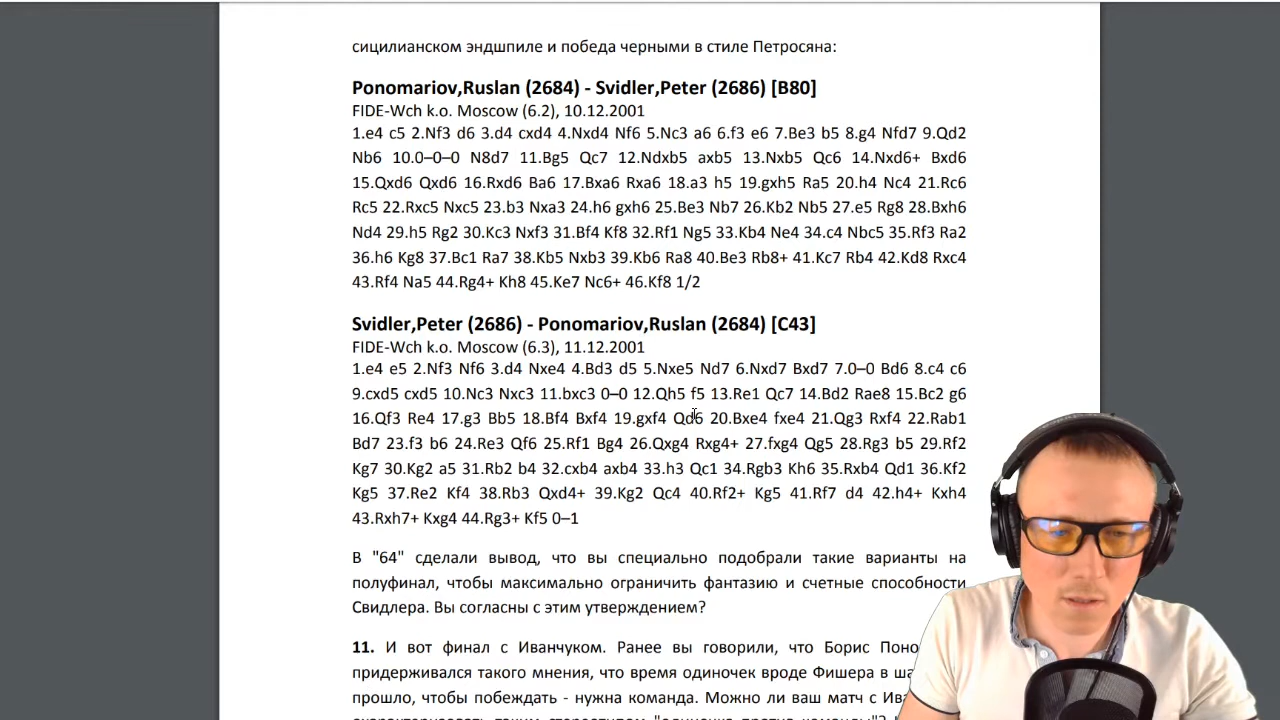 сицилианском эндшпиле и победа черными в стиле Петросяна:
Ponomariov,Ruslan (2684) - Svidler,Peter (2686) [B80]
FIDE-Wch k.o. Moscow (6.2), 10.12.2001
1.e4 c5 2.Nf3 d6 3.d4 cxd4 4.Nxd4 Nf6 5.Nc3 a6 6.f3 e6 7.Be3 b5 8.g4 Nfd7 9.Qd2
Nb6 10.0–0–0 N8d7 11.Bg5 Qc7 12.Ndxb5 axb5 13.Nxb5 Qc6 14.Nxd6+ Bxd6
15.Qxd6 Qxd6 16.Rxd6 Ba6 17.Bxa6 Rxa6 18.a3 h5 19.gxh5 Ra5 20.h4 Nc4 21.Rc6
Rc5 22.Rxc5 Nxc5 23.b3 Nxa3 24.h6 gxh6 25.Be3 Nb7 26.Kb2 Nb5 27.e5 Rg8 28.Bxh6
Nd4 29.h5 Rg2 30.Kc3 Nxf3 31.Bf4 Kf8 32.Rf1 Ng5 33.Kb4 Ne4 34.c4 Nbc5 35.Rf3 Ra2
36.h6 Kg8 37.Bc1 Ra7 38.Kb5 Nxb3 39.Kb6 Ra8 40.Be3 Rb8+ 41.Kc7 Rb4 42.Kd8 Rxc4
43.Rf4 Na5 44.Rg4+ Kh8 45.Ke7 Nc6+ 46.Kf8 1/2
Svidler,Peter (2686) - Ponomariov,Ruslan (2684) [C43]
FIDE-Wch k.o. Moscow (6.3), 11.12.2001
1.e4 e5 2.Nf3 Nf6 3.d4 Nxe4 4.Bd3 d5 5.Nxe5 Nd7 6.Nxd7 Bxd7 7.0–0 Bd6 8.c4 c6
9.cxd5 cxd5 10.Nc3 Nxc3 11.bxc3 0–0 12.Qh5 f5 13.Re1 Qc7 14.Bd2 Rae8 15.Bc2 g6
16.Qf3 Re4 17.g3 Bb5 18.Bf4 Bxf4 19.gxf4 Qd6 20.Bxe4 fxe4 21.Qg3 Rxf4 22.Rab1
Bd7 23.f3 b6 24.Re3 Qf6 25.Rf1 Bg4 26.Qxg4 Rxg4+ 27.fxg4 Qg5 28.Rg3 b5 29.Rf2
Kg7 30.Kg2 a5 31.Rb2 b4 32.cxb4 axb4 33.h3 Qc1 34.Rgb3 Kh6 35.Rxb4 Qd1 36.Kf2
Kg5 37.Re2 Kf4 38.Rb3 Qxd4+ 39.Kg2 Qc4 40.Rf2+ Kg5 41.Rf7 d4 42.h4+ Kxh4
43.Rxh7+ Kxg4 44.Rg3+ Kf5 0–1
В "64" сделали вывод, что вы специально подобрали такие варианты на
полуфинал, чтобы максимально ограничить фантазию и счетные способности
Свидлера. Вы согласны с этим утверждением?
11. И вот финал с Иванчуком. Ранее вы говорили, что Борис
придерживался такого мнения, что время одиночек вроде Фишера в
прошло, чтобы побеждать - нужна команда. Можно ли ваш матч с